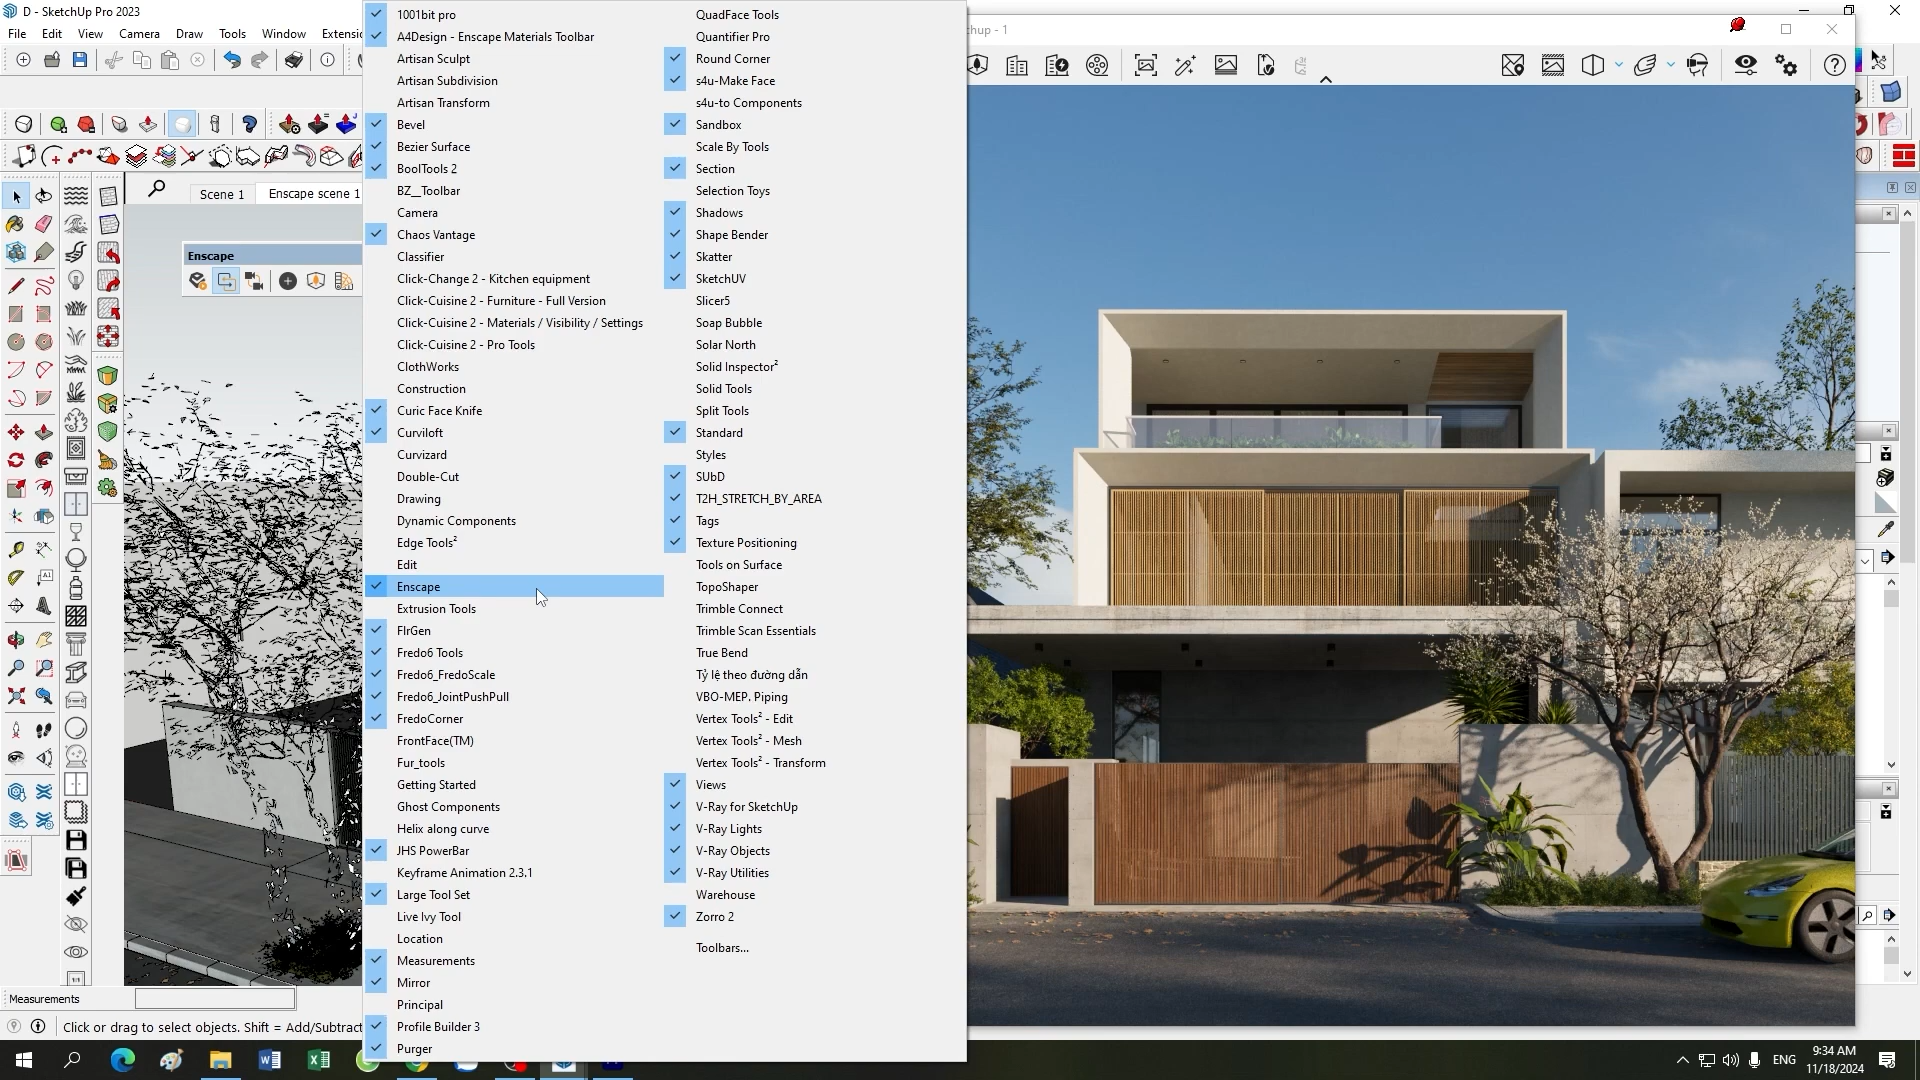 D - SketchUp Pro 2023
File Edit View Camera Draw Tools Window Extensi
chup - 1
Scene 1
Enscape scene 1
Enscape
1001bit pro
A4Design - Enscape Materials Toolbar
Artisan Sculpt
Artisan Subdivision
Artisan Transform
Bevel
Bezier Surface
BoolTools 2
BZ__Toolbar
Camera
Chaos Vantage
Classifier
Click-Change 2 - Kitchen equipment
Click-Cuisine 2 - Furniture - Full Version
Click-Cuisine 2 - Materials / Visibility / Settings
Click-Cuisine 2 - Pro Tools
ClothWorks
Construction
Curic Face Knife
Curviloft
Curvizard
Double-Cut
Drawing
Dynamic Components
Edge Tools²
Edit
Enscape
Extrusion Tools
FlrGen
Fredo6 Tools
Fredo6_FredoScale
Fredo6_JointPushPull
FredoCorner
FrontFace(TM)
Fur_tools
Getting Started
Ghost Components
Helix along curve
JHS PowerBar
Keyframe Animation 2.3.1
Large Tool Set
Live Ivy Tool
Location
Measurements
Mirror
Principal
Profile Builder 3
Purger
QuadFace Tools
Quantifier Pro
Round Corner
s4u-Make Face
s4u-to Components
Sandbox
Scale By Tools
Section
Selection Toys
Shadows
Shape Bender
Skatter
SketchUV
Slicer5
Soap Bubble
Solar North
Solid Inspector²
Solid Tools
Split Tools
Standard
Styles
SUbD
T2H_STRETCH_BY_AREA
Tags
Texture Positioning
Tools on Surface
TopoShaper
Trimble Connect
Trimble Scan Essentials
True Bend
Tỷ lệ theo đường dẫn
VBO-MEP. Piping
Vertex Tools² - Edit
Vertex Tools² - Mesh
Vertex Tools² - Transform
Views
V-Ray for SketchUp
V-Ray Lights
V-Ray Objects
V-Ray Utilities
Warehouse
Zorro 2
Toolbars...
Measurements
Click or drag to select objects. Shift = Add/Subtract
ENG
9:34 AM
11/18/2024